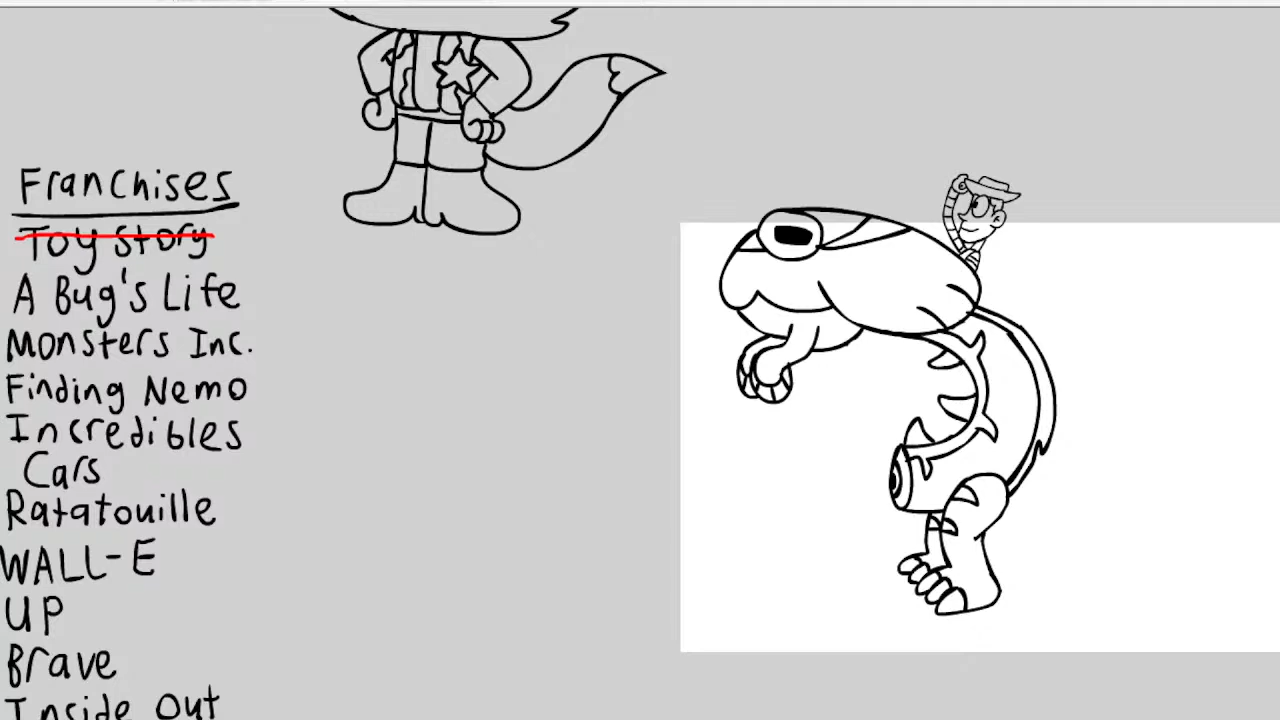 Franchises
Toy Story
A Bug's Life
Monsters Inc.
Finding Nemo
Incredibles
Cars
Ratatouille
WALL-E
UP
Brave
Inside Out